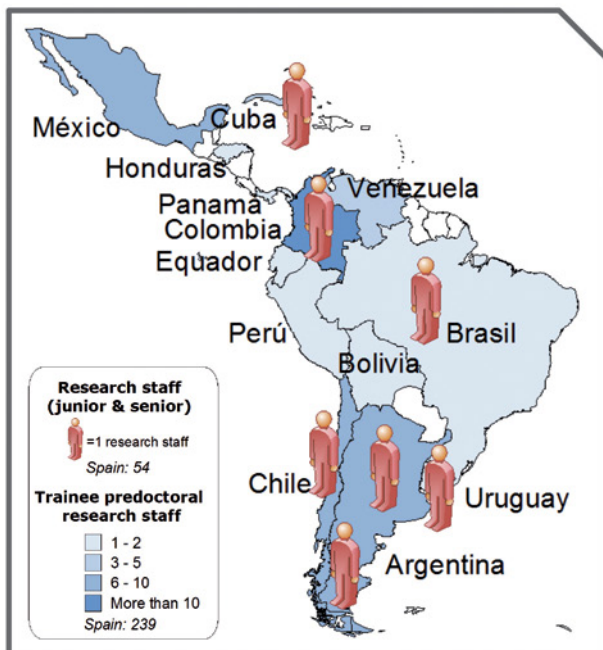 México
Cuba
Honduras
Panamá
Venezuela
Colombia
Equador
Perú
Brasil
Bolivia
Chile
Uruguay
Argentina
Research staff
(junior & senior)
=1 research staff
Spain: 54
Trainee predoctoral
research staff
1 - 2
3 - 5
6 - 10
More than 10
Spain: 239